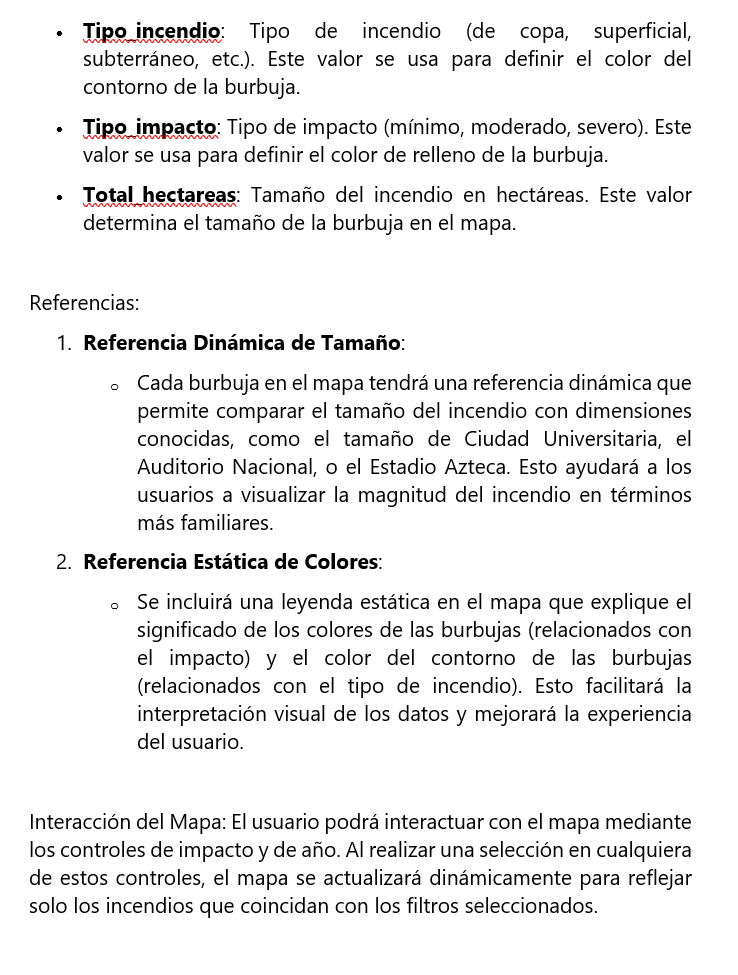 • Tipo_incendio: Tipo de incendio (de copa, superficial,
subterráneo, etc.). Este valor se usa para definir el color del
contorno de la burbuja.
• Tipo_impacto: Tipo de impacto (mínimo, moderado, severo). Este
valor se usa para definir el color de relleno de la burbuja.
• Total_hectareas: Tamaño del incendio en hectáreas. Este valor
determina el tamaño de la burbuja en el mapa.
Referencias:
1. Referencia Dinámica de Tamaño:
o Cada burbuja en el mapa tendrá una referencia dinámica que
permite comparar el tamaño del incendio con dimensiones
conocidas, como el tamaño de Ciudad Universitaria, el
Auditorio Nacional, o el Estadio Azteca. Esto ayudará a los
usuarios a visualizar la magnitud del incendio en términos
más familiares.
2. Referencia Estática de Colores:
o Se incluirá una leyenda estática en el mapa que explique el
significado de los colores de las burbujas (relacionados con
el impacto) y el color del contorno de las burbujas
(relacionados con el tipo de incendio). Esto facilitará la
interpretación visual de los datos y mejorará la experiencia
del usuario.
Interacción del Mapa: El usuario podrá interactuar con el mapa mediante
los controles de impacto y de año. Al realizar una selección en cualquiera
de estos controles, el mapa se actualizará dinámicamente para reflejar
solo los incendios que coincidan con los filtros seleccionados.